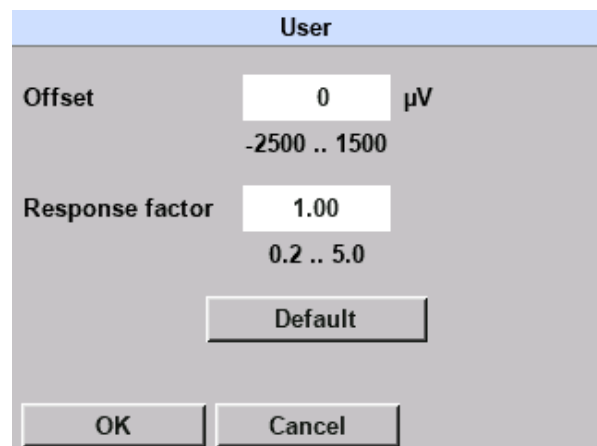 User
Offset 0 µV
-2500 .. 1500
Response factor 1.00
0.2 .. 5.0
Default
OK Cancel